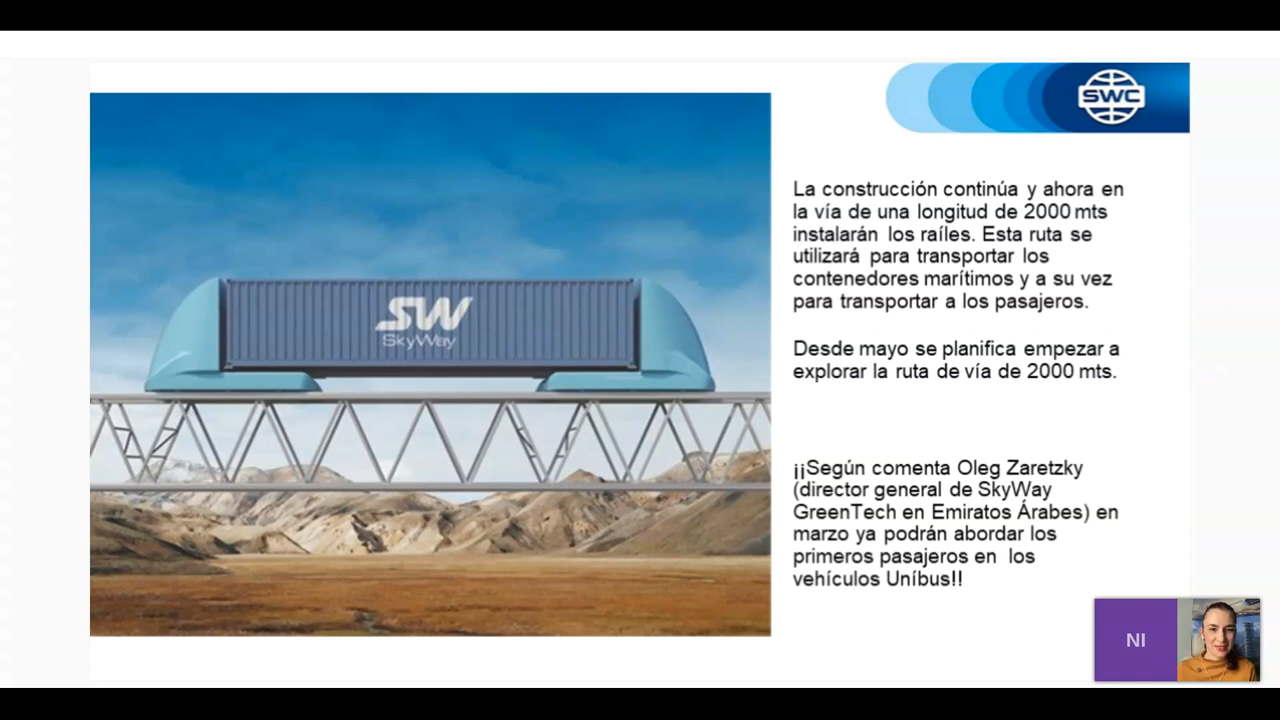 SWC
La construcción continúa y ahora en
la vía de una longitud de 2000 mts
instalarán los raíles. Esta ruta se
utilizará para transportar los
contenedores marítimos y a su vez
para transportar a los pasajeros.
Desde mayo se planifica empezar a
explorar la ruta de vía de 2000 mts.
¡¡Según comenta Oleg Zaretzky
(director general de SkyWay
GreenTech en Emiratos Árabes) en
marzo ya podrán abordar los
primeros pasajeros en los
vehículos Uníbus!!
SW
SkyWay
NI